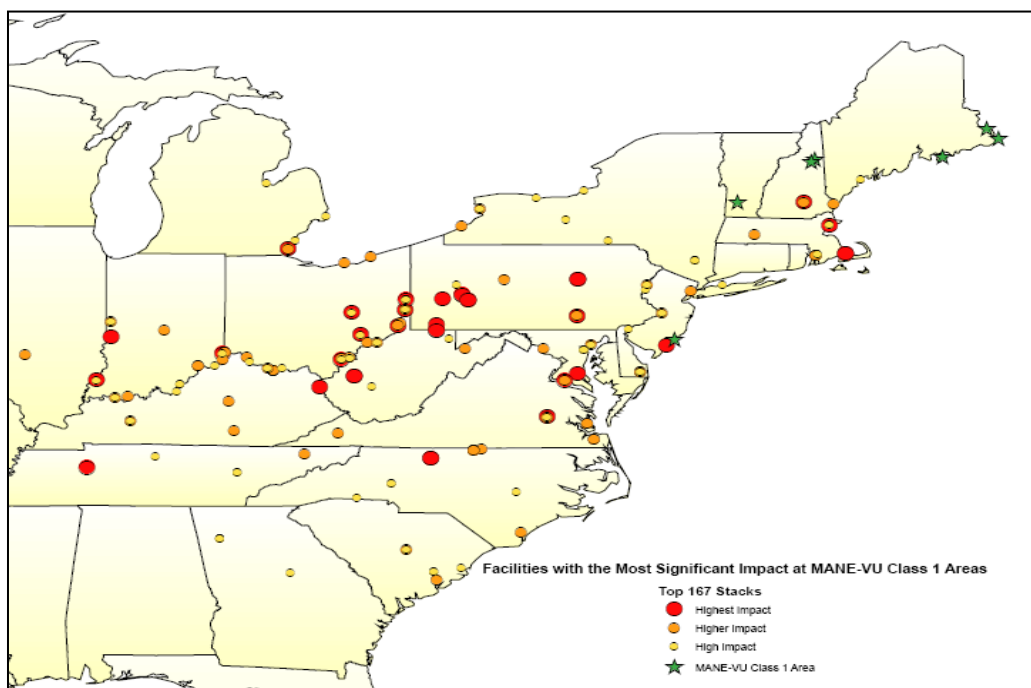 Facilities with the Most Significant Impact at MANE-VU Class 1 Areas
Top 167 Stacks
Highest Impact
Higher Impact
High Impact
MANE-VU Class 1 Area